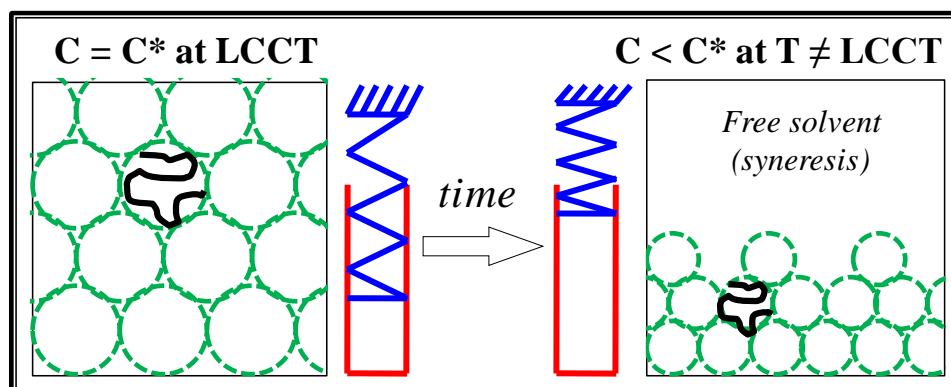 C = C* at LCCT
C < C* at T ≠ LCCT
time
Free solvent
(syneresis)